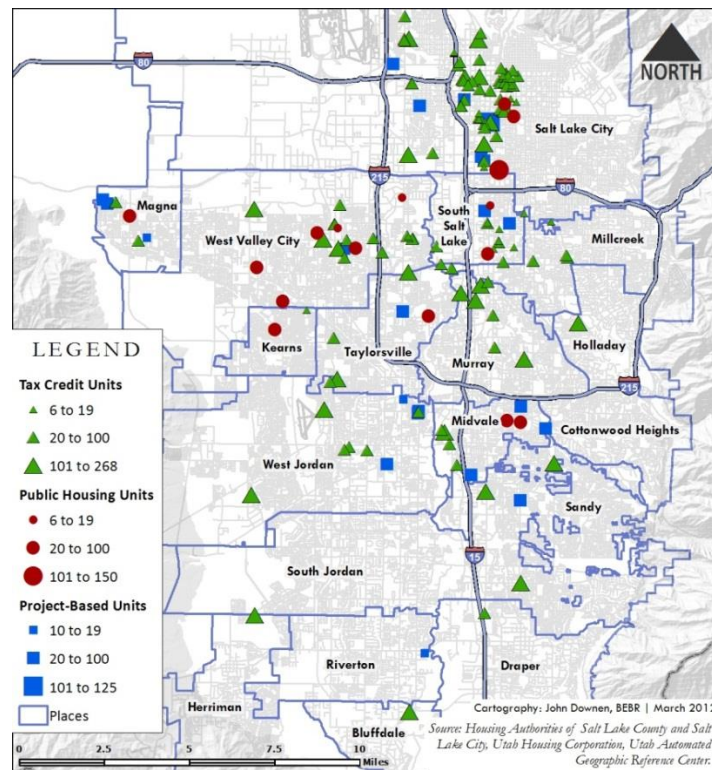 80
NORTH
Salt Lake City
215
80
Magna
West Valley City
South
Salt
Lake
Millcreek
Kearns
Taylorsville
Murray
Holladay
215
Midvale
Cottonwood Heights
West Jordan
Sandy
15
South Jordan
Riverton
Draper
Herriman
Bluffdale
LEGEND
Tax Credit Units
6 to 19
20 to 100
101 to 268
Public Housing Units
6 to 19
20 to 100
101 to 150
Project-Based Units
10 to 19
20 to 100
101 to 125
Places
0 2.5 5 10
Miles
Cartography: John Downen, BEBR | March 2012
Source: Housing Authorities of Salt Lake County and Salt
Lake City, Utah Housing Corporation, Utah Automated
Geographic Reference Center.